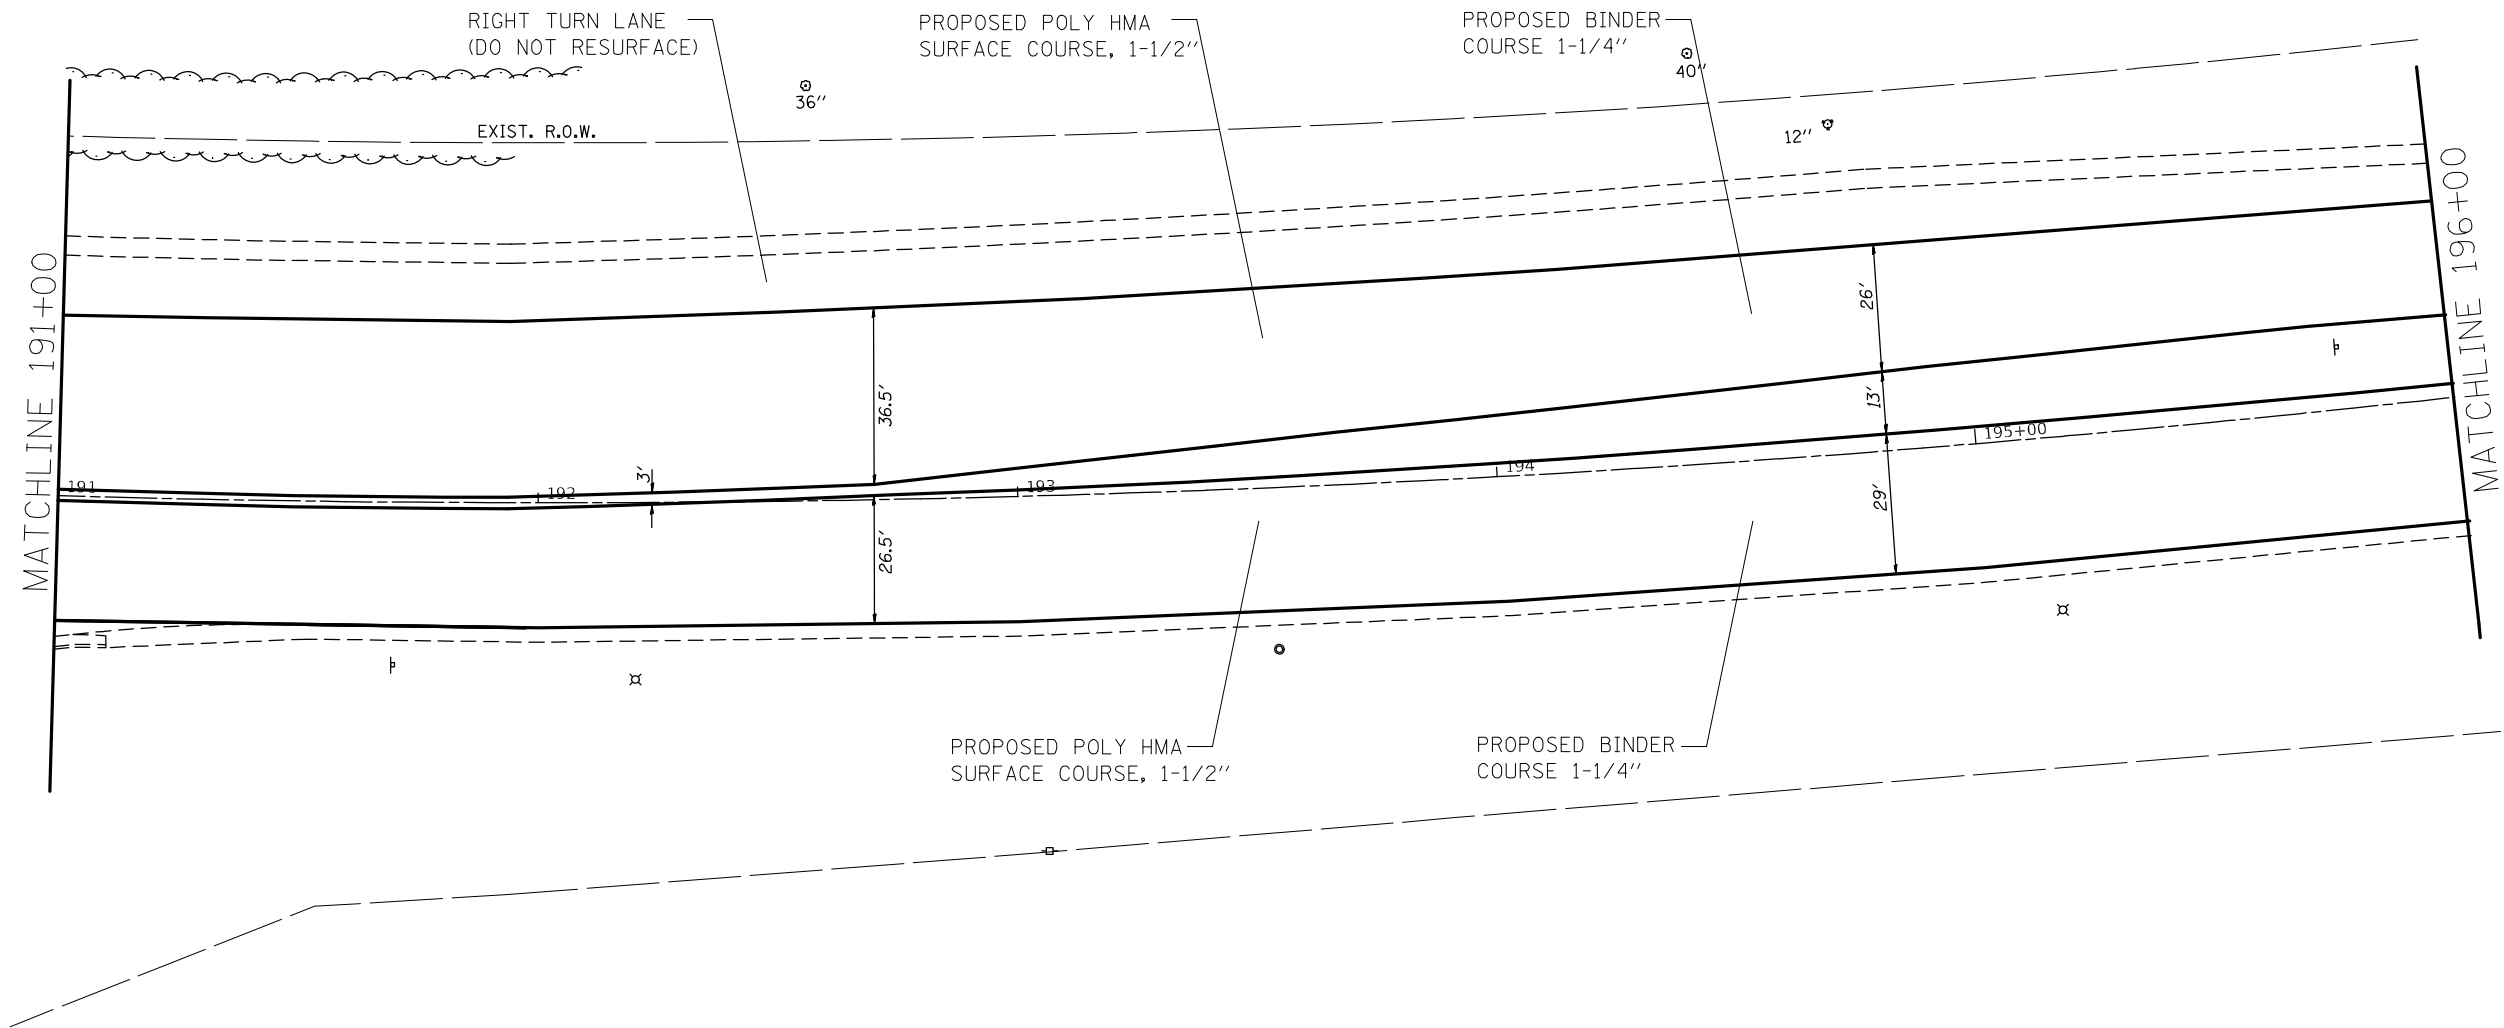 RIGHT TURN LANE
(DO NOT RESURFACE)
PROPOSED POLY HMA
SURFACE COURSE, 1-1/2''
PROPOSED BINDER
COURSE 1-1/4''
36''
40''
12''
EXIST. R.O.W.
MATCHLINE 191+00
MATCHLINE 196+00
26'
36.5'
13'
3'
191
192
193
194
195+00
29'
26.5'
PROPOSED POLY HMA
SURFACE COURSE, 1-1/2''
PROPOSED BINDER
COURSE 1-1/4''